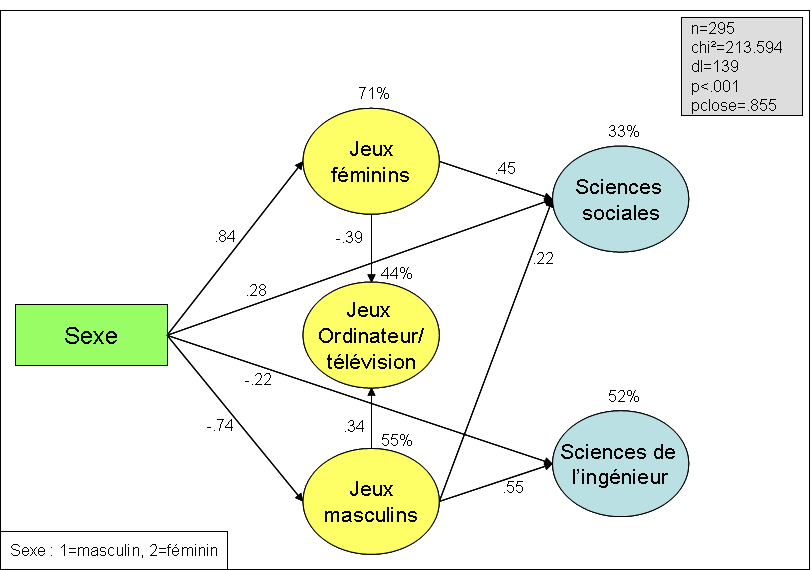 n=295
chi²=213.594
dl=139
p<.001
pclose=.855
71%
Jeux
féminins
33%
Sciences
sociales
.45
.84
-.39
.28
44%
.22
Jeux
Ordinateur/
télévision
Sexe
-.22
52%
-.74
.34
55%
Sciences de
l’ingénieur
Jeux
masculins
.55
Sexe : 1=masculin, 2=féminin